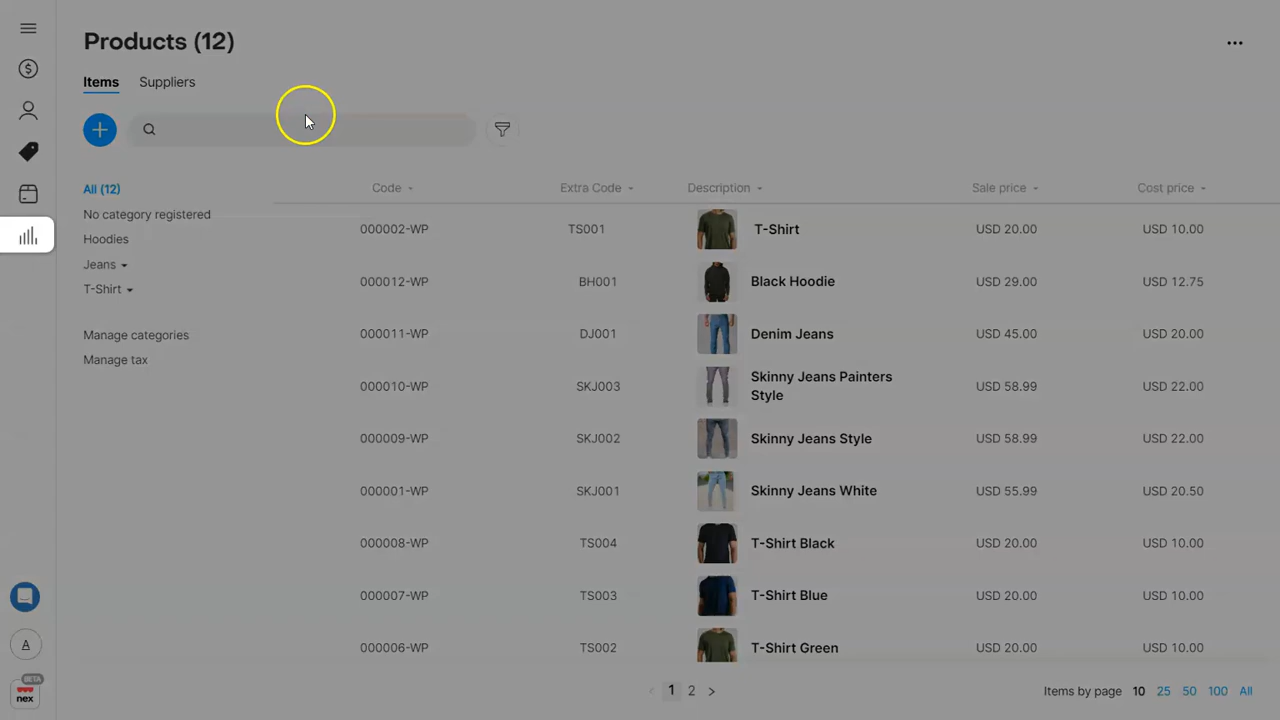 Products (12)
Items Suppliers
All (12)
No category registered
Hoodies
Jeans
T-Shirt
Manage categories
Manage tax
Code Extra Code Description Sale price Cost price
000002-WP TS001 T-Shirt USD 20.00 USD 10.00
000012-WP BH001 Black Hoodie USD 29.00 USD 12.75
000011-WP DJ001 Denim Jeans USD 45.00 USD 20.00
000010-WP SKJ003 Skinny Jeans Painters USD 58.99 USD 22.00
Style
000009-WP SKJ002 Skinny Jeans Style USD 58.99 USD 22.00
000001-WP SKJ001 Skinny Jeans White USD 55.99 USD 20.50
000008-WP TS004 T-Shirt Black USD 20.00 USD 10.00
000007-WP TS003 T-Shirt Blue USD 20.00 USD 10.00
000006-WP TS002 T-Shirt Green USD 20.00 USD 10.00
1 2
Items by page 10 25 50 100 All
A
BETA
nex